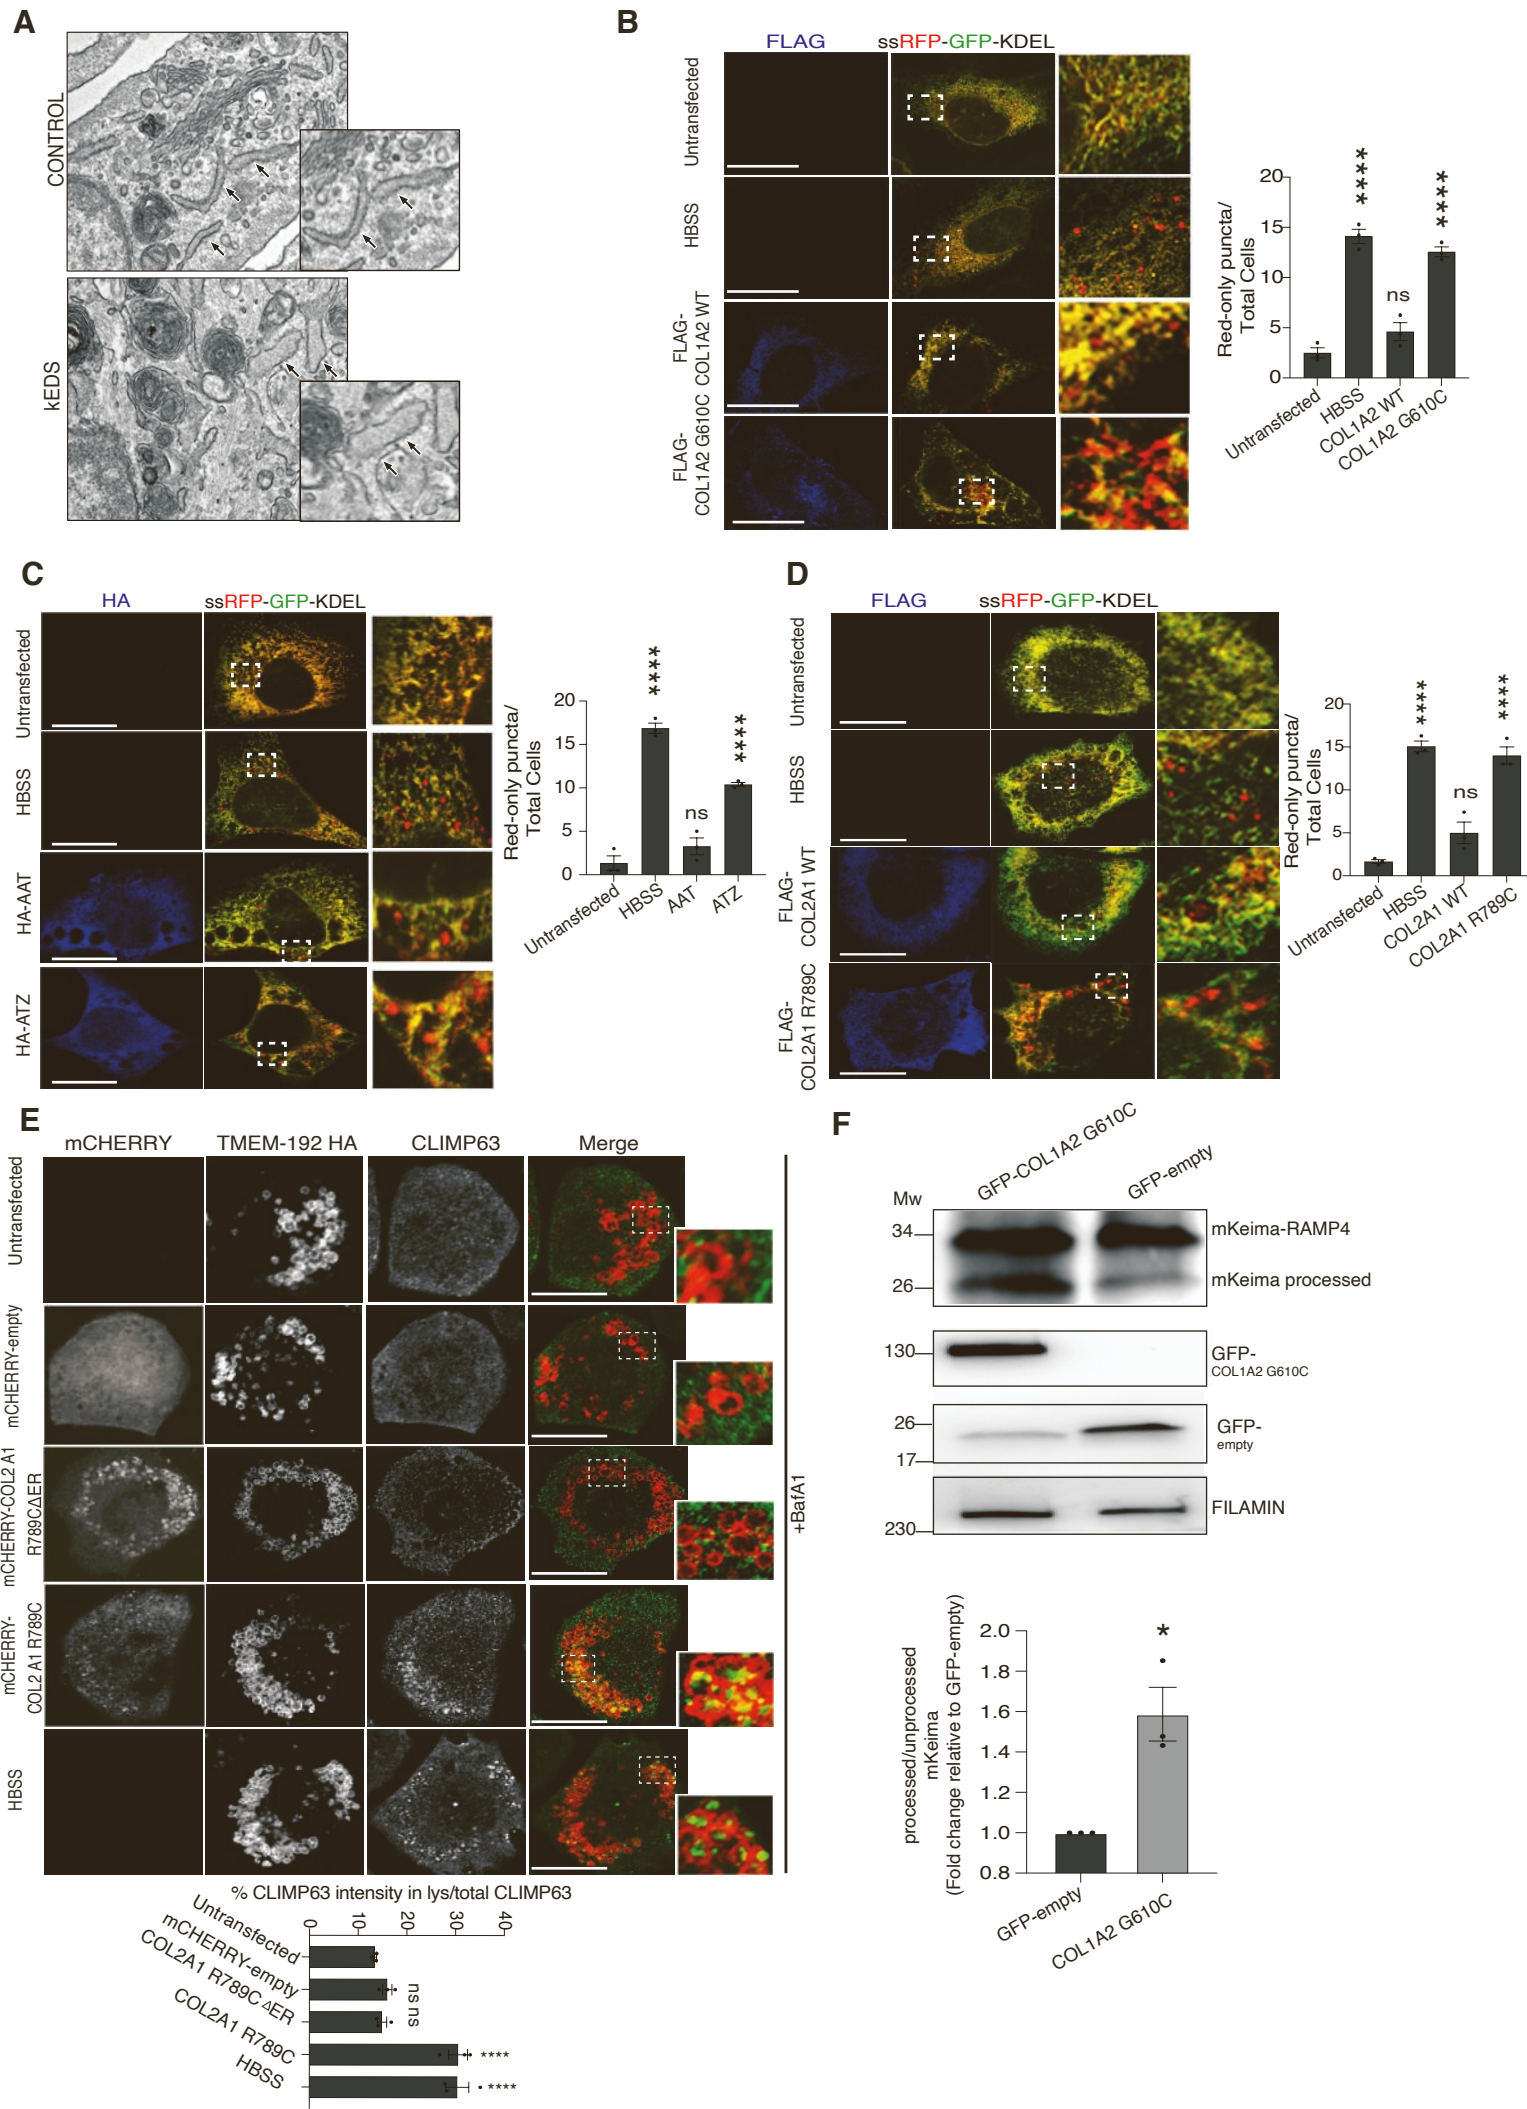 A
CONTROL
kEDS
B
FLAG
ssRFP-GFP-KDEL
Untransfected
HBSS
FLAG-
COL1A2 WT
FLAG-
COL1A2 G610C
Red-only puncta/
Total Cells
20
15
10
5
0
****
ns
****
Untransfected
HBSS
COL1A2 WT
COL1A2 G610C
C
HA
ssRFP-GFP-KDEL
Untransfected
HBSS
HA-AAT
HA-ATZ
Red-only puncta/
Total Cells
20
15
10
5
0
****
ns
****
Untransfected
HBSS
AAT
ATZ
D
FLAG
ssRFP-GFP-KDEL
Untransfected
HBSS
FLAG-
COL2A1 WT
FLAG-
COL2A1 R789C
Red-only puncta/
Total Cells
20
15
10
5
0
****
ns
****
Untransfected
HBSS
COL2A1 WT
COL2A1 R789C
E
mCHERRY
TMEM-192 HA
CLIMP63
Merge
Untransfected
mCHERRY-empty
mCHERRY-COL2 A1
R789CΔER
mCHERRY-
COL2 A1 R789C
HBSS
+BafA1
% CLIMP63 intensity in lys/total CLIMP63
0
10
20
30
40
Untransfected
mCHERRY-empty
COL2A1 R789C ΔER
COL2A1 R789C
HBSS
ns
ns
****
****
F
GFP-COL1A2 G610C
GFP-empty
Mw
34
26
mKeima-RAMP4
mKeima processed
130
GFP-
COL1A2 G610C
26
17
GFP-
empty
230
FILAMIN
processed/unprocessed
mKeima
(Fold change relative to GFP-empty)
2.0
1.8
1.6
1.4
1.2
1.0
0.8
*
GFP-empty
COL1A2 G610C